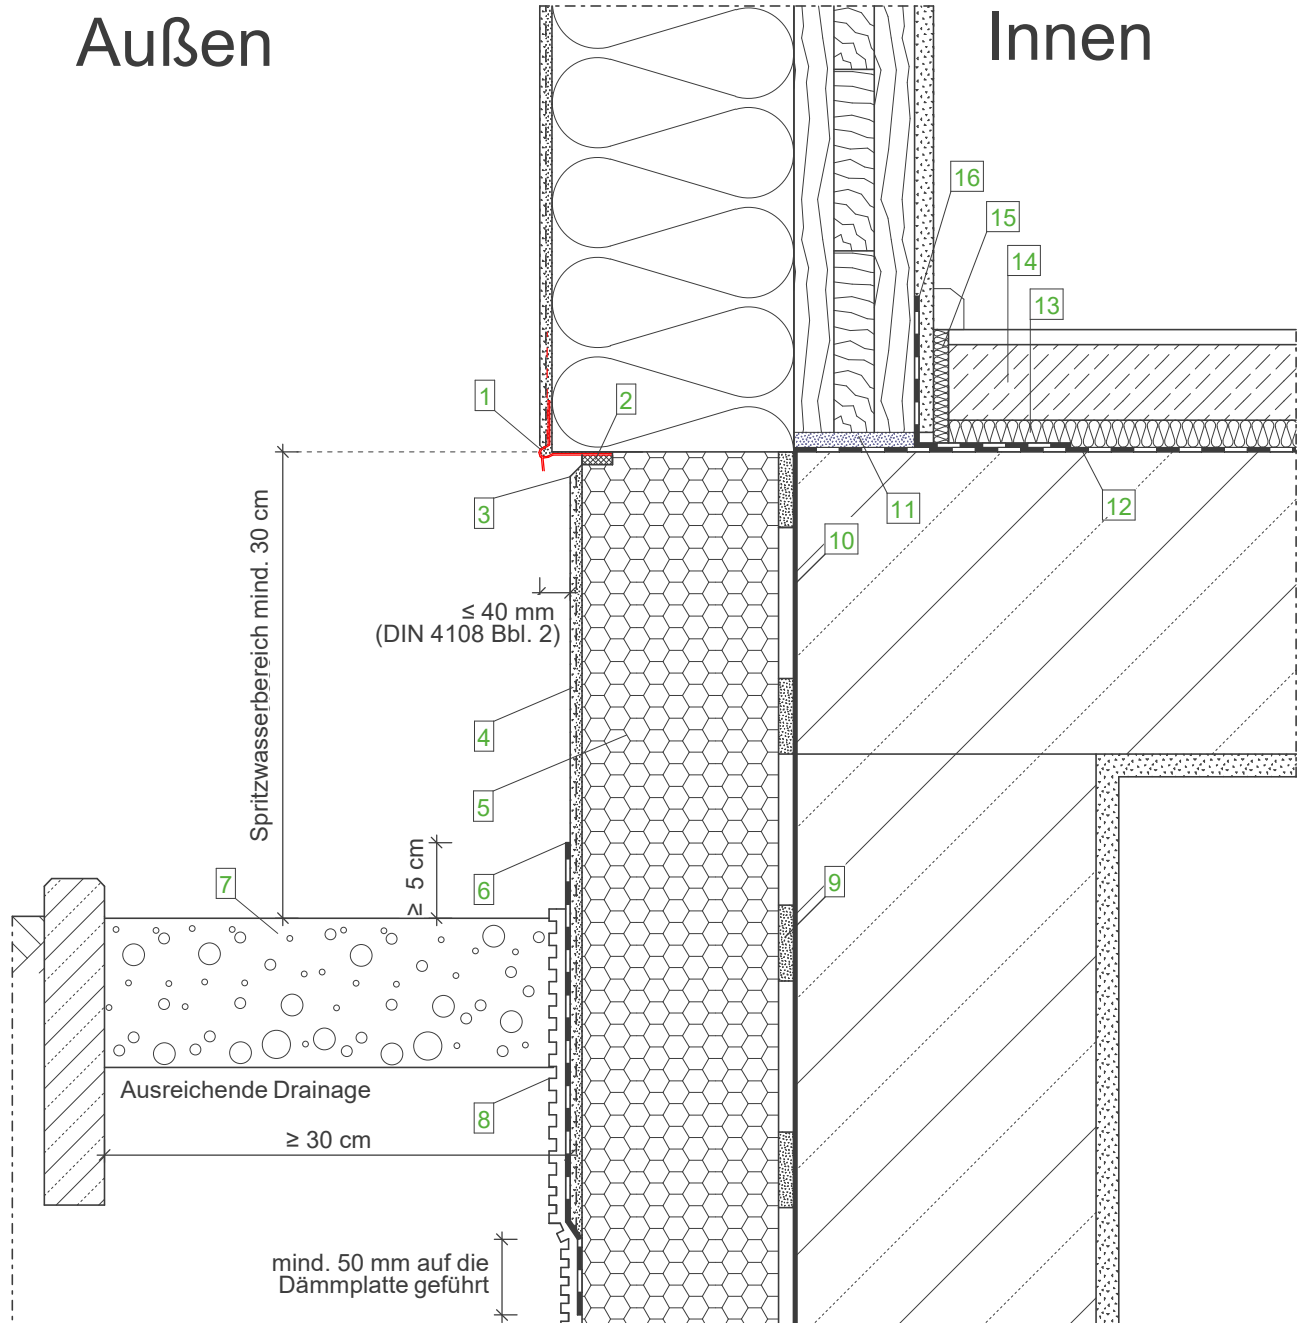 Außen
Innen
16
15
14
13
1
2
3
11
12
10
Spritzwasserbereich mind. 30 cm
≤ 40 mm
(DIN 4108 Bbl. 2)
4
5
≥ 5 cm
6
7
9
Ausreichende Drainage
8
≥ 30 cm
mind. 50 mm auf die
Dämmplatte geführt